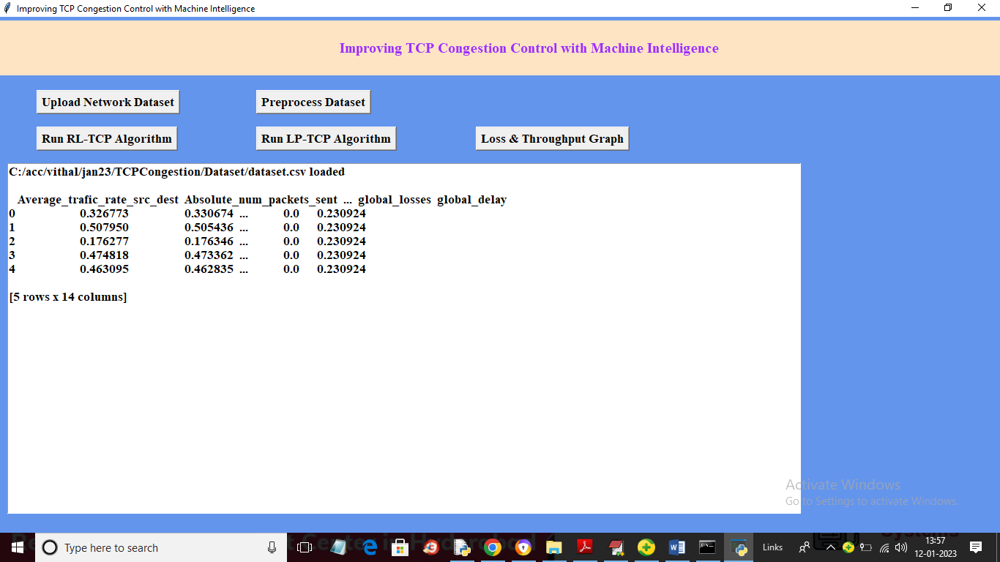 Improving TCP Congestion Control with Machine Intelligence
Improving TCP Congestion Control with Machine Intelligence
Upload Network Dataset Preprocess Dataset
Run RL-TCP Algorithm Run LP-TCP Algorithm Loss & Throughput Graph
C:/acc/vithal/jan23/TCPCongestion/Dataset/dataset.csv loaded
Average_trafic_rate_src_dest Absolute_num_packets_sent ... global_losses global_delay
0 0.326773 0.330674 ... 0.0 0.230924
1 0.507950 0.505436 ... 0.0 0.230924
2 0.176277 0.176346 ... 0.0 0.230924
3 0.474818 0.473362 ... 0.0 0.230924
4 0.463095 0.462835 ... 0.0 0.230924
[5 rows x 14 columns]
Activate Windows
Go to Settings to activate Windows.
Type here to search
Links
13:57
12-01-2023